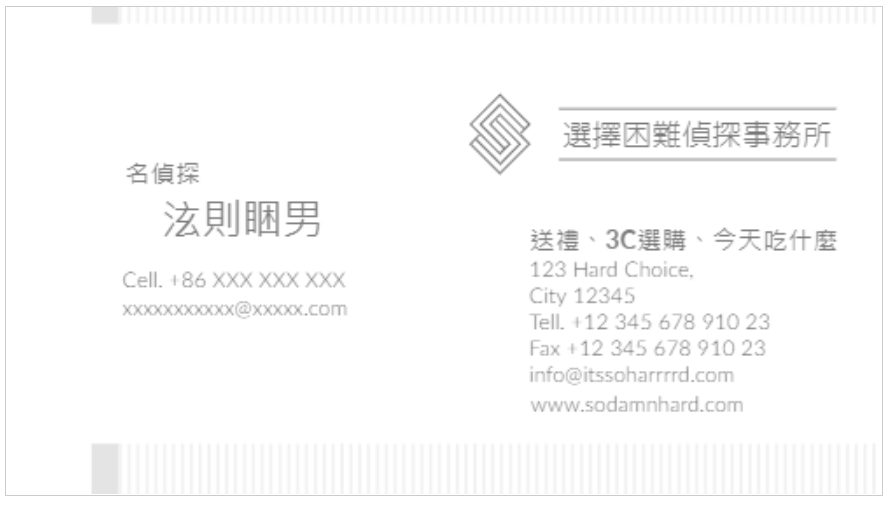 名偵探
泫則睏男
Cell. +86 XXX XXX XXX
xxxxxxxxxxx@xxxxx.com
選擇困難偵探事務所
送禮、3C選購、今天吃什麼
123 Hard Choice,
City 12345
Tell. +12 345 678 910 23
Fax +12 345 678 910 23
info@itssoharrrrd.com
www.sodamnhard.com